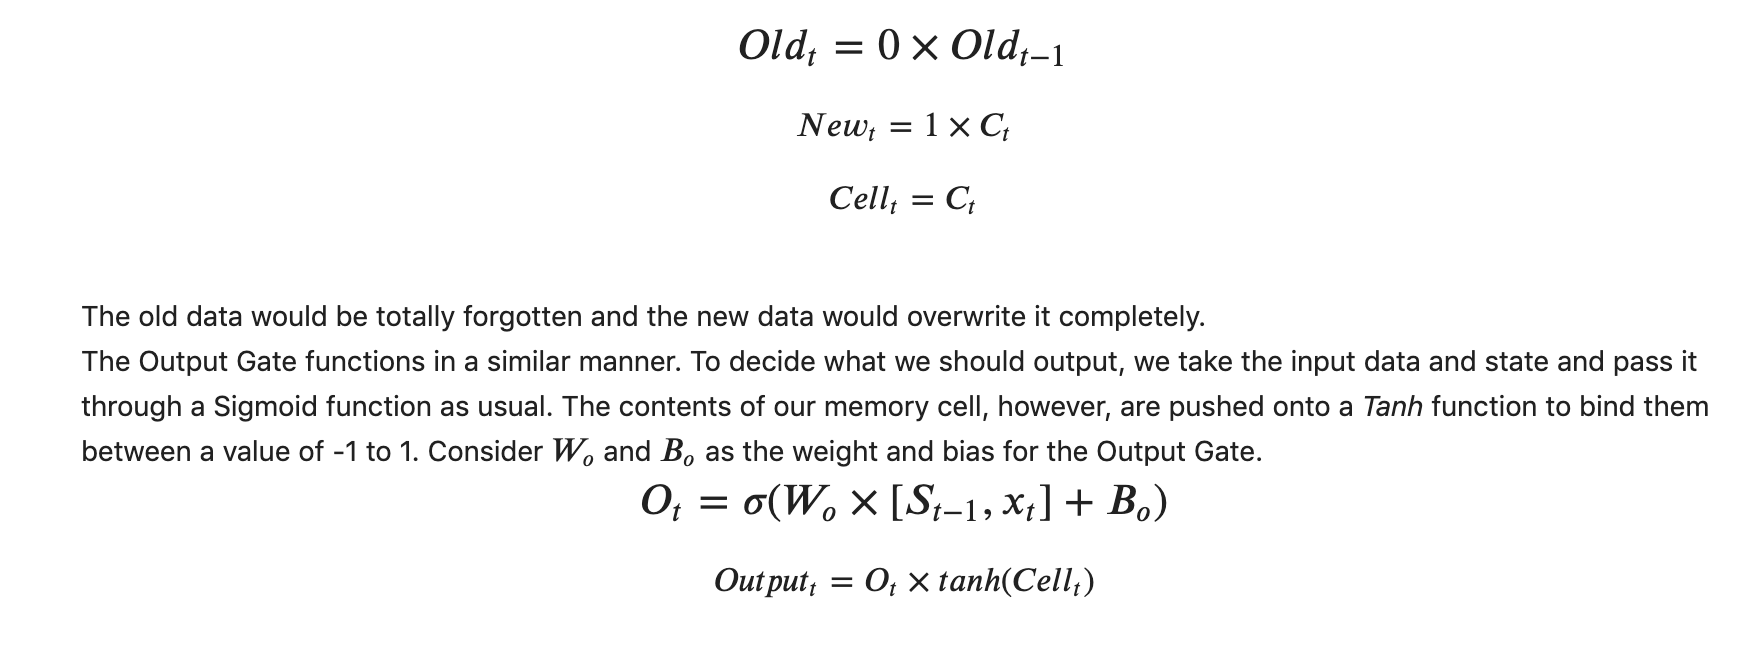 Old_t = 0 × Old_{t−1}
New_t = 1 × C_t
Cell_t = C_t
The old data would be totally forgotten and the new data would overwrite it completely.
The Output Gate functions in a similar manner. To decide what we should output, we take the input data and state and pass it
through a Sigmoid function as usual. The contents of our memory cell, however, are pushed onto a Tanh function to bind them
between a value of -1 to 1. Consider W_o and B_o as the weight and bias for the Output Gate.
O_t = σ(W_o × [S_{t−1}, x_t] + B_o)
Output_t = O_t × tanh(Cell_t)